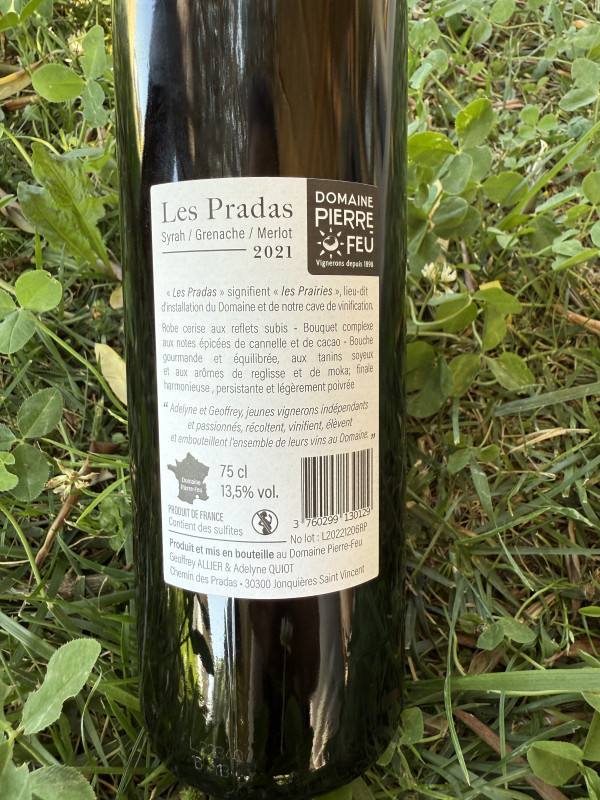 Les Pradas
Syrah / Grenache / Merlot
2021
DOMAINE
PIERRE
FEU
Vignerons depuis 1898
« Les Pradas » signifient « les Prairies », lieu-dit
d'installation du Domaine et de notre cave de vinification.
Robe cerise aux reflets subis - Bouquet complexe
aux notes épicées de cannelle et de cacao - Bouche
gourmande et équilibrée, aux tanins soyeux
et aux arômes de reglisse et de moka; finale
harmonieuse , persistante et légèrement poivrée
“ Adelyne et Geoffrey, jeunes vignerons indépendants
et passionnés, récoltent, vinifient, élèvent
et embouteillent l'ensemble de leurs vins au Domaine. „
Domaine
Pierre-Feu
75 cl
13,5% vol.
3 760299 130129
PRODUIT DE FRANCE
Contient des sulfites
No lot : L20221206RP
Produit et mis en bouteille au Domaine Pierre-Feu
Geoffrey ALLIER & Adelyne QUIOT
Chemin des Pradas • 30300 Jonquières Saint Vincent